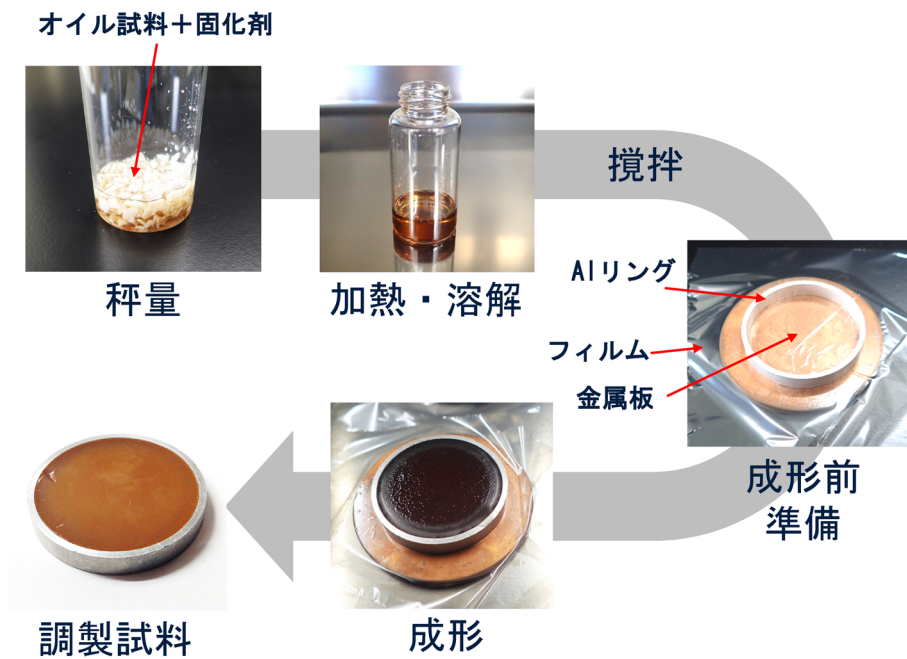 オイル試料＋固化剤
秤量
加熱・溶解
撹拌
Alリング
フィルム
金属板
成形前
準備
成形
調製試料